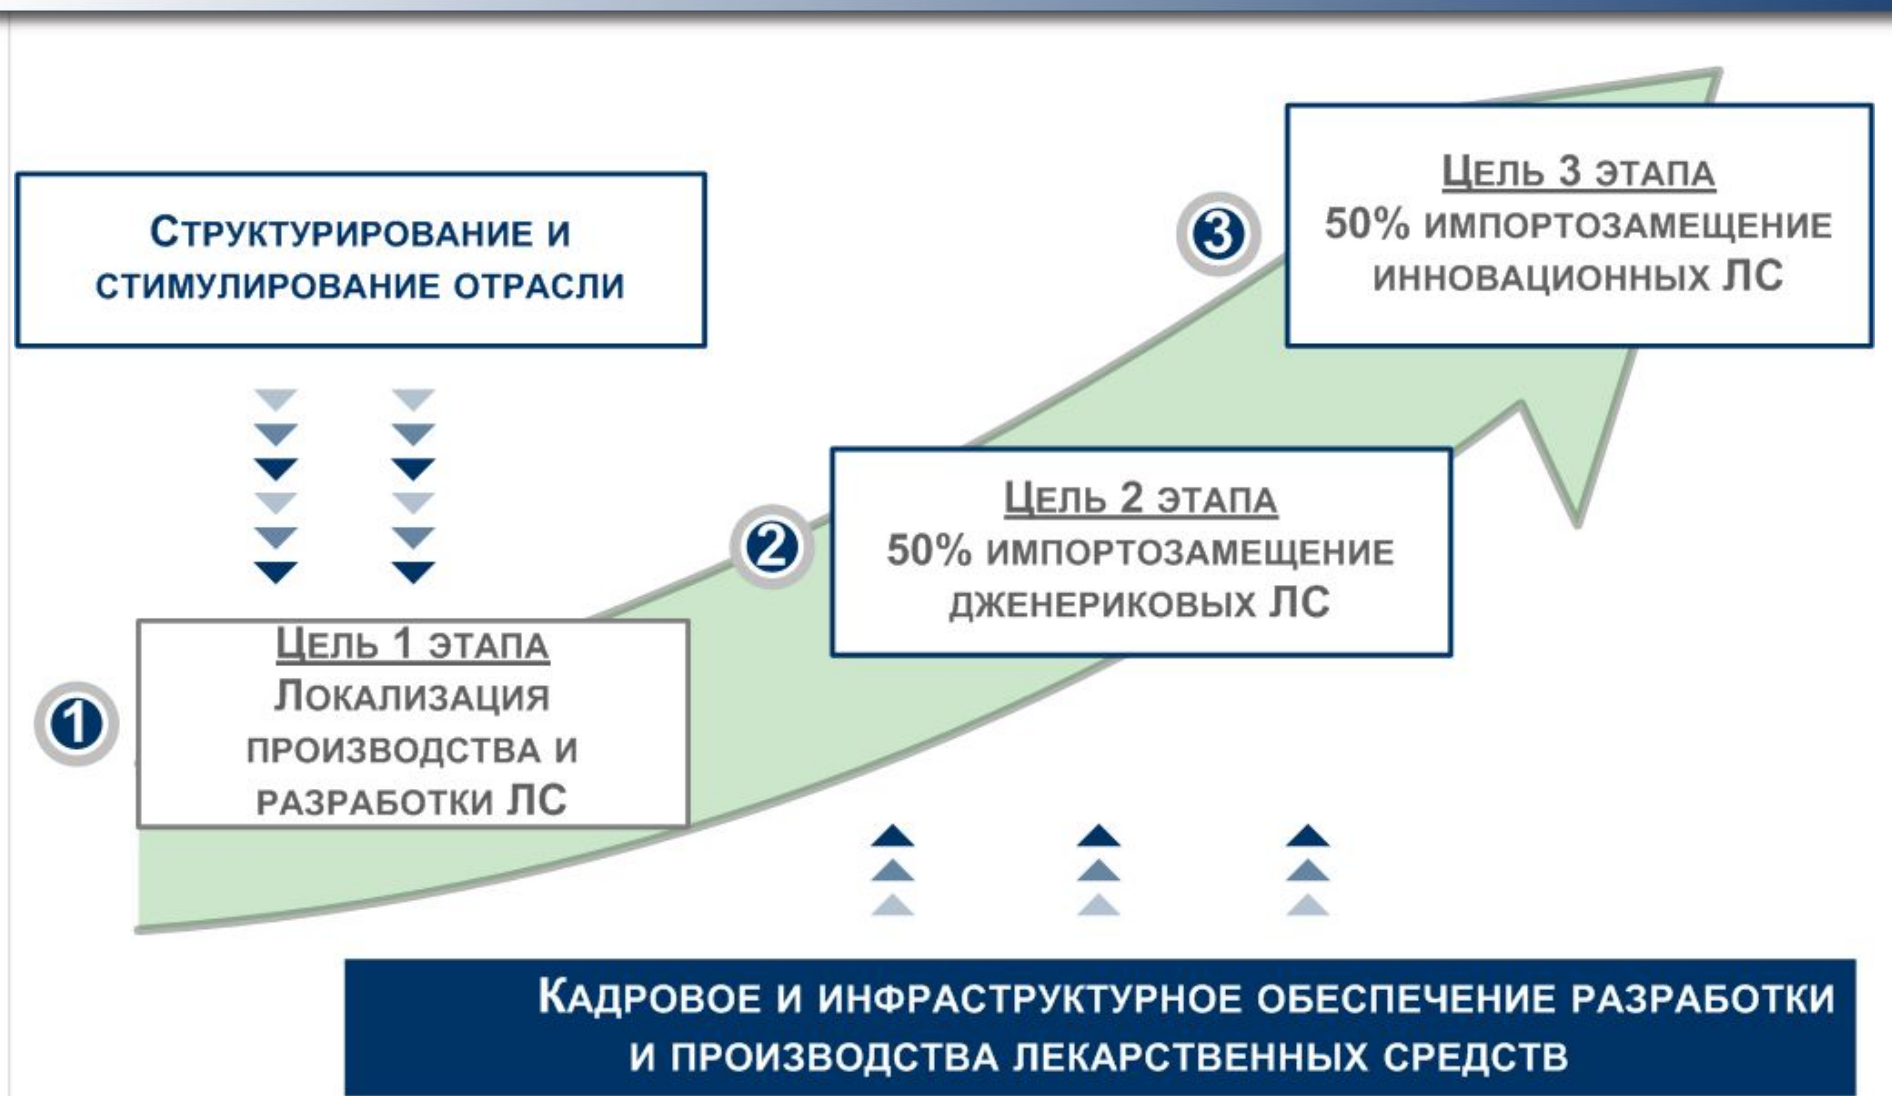 Структурирование и
стимулирование отрасли
3
Цель 3 этапа
50% импортозамещение
инновационных ЛС
2
Цель 2 этапа
50% импортозамещение
дженериковых ЛС
1
Цель 1 этапа
Локализация
производства и
разработки ЛС
Кадровое и инфраструктурное обеспечение разработки
и производства лекарственных средств